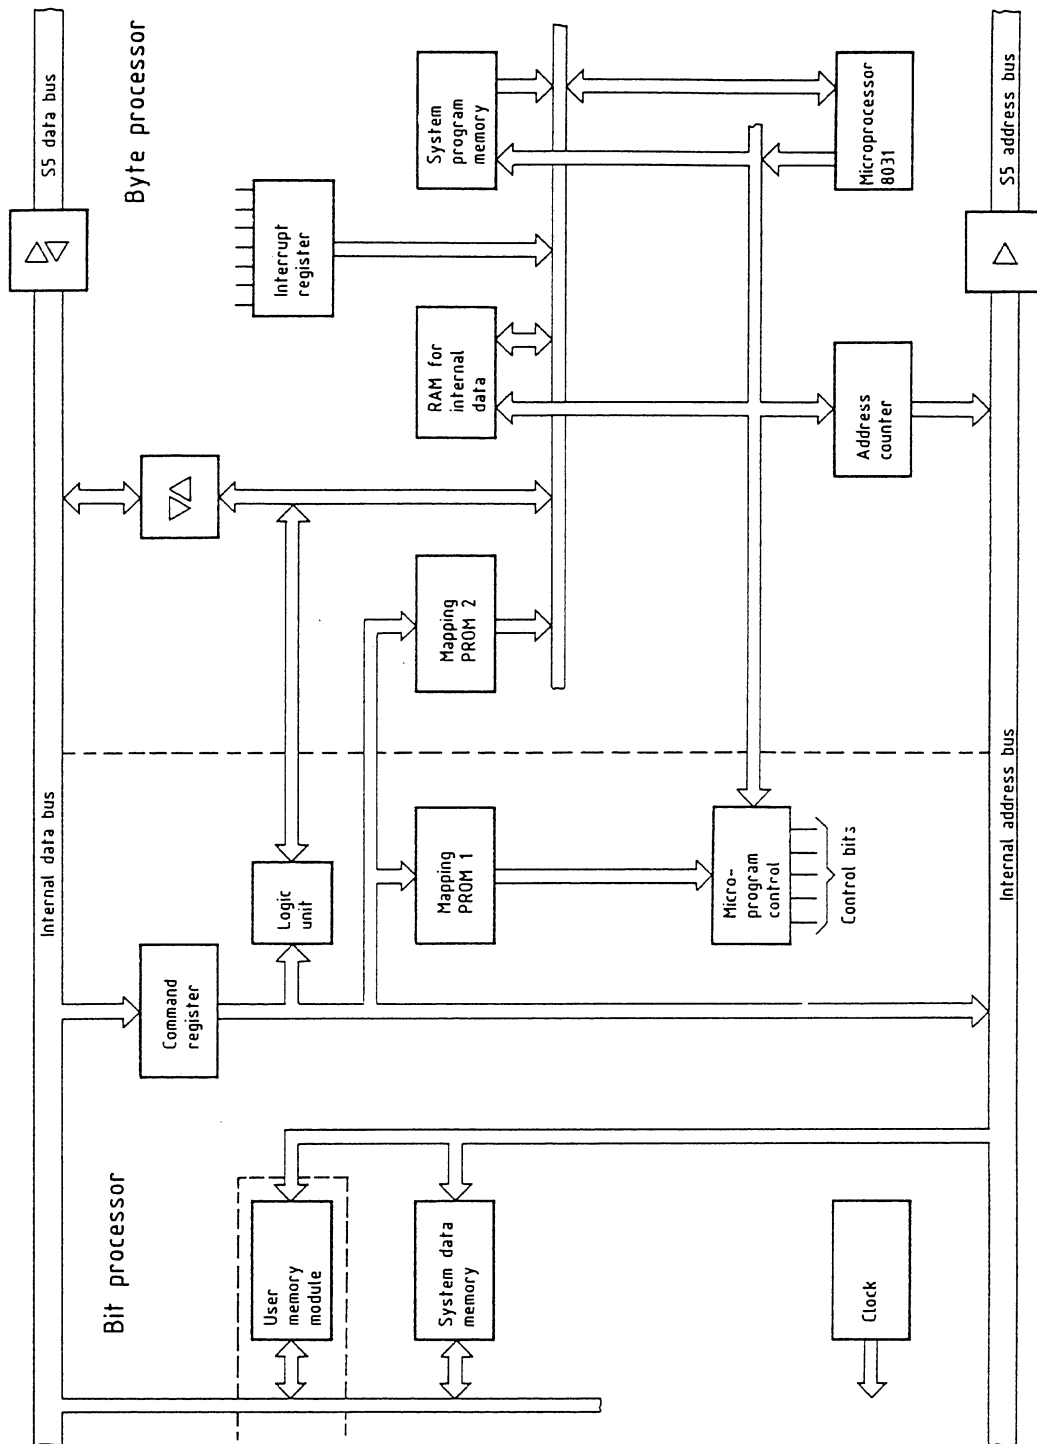 Bit processor
Byte processor
Internal data bus
S5 data bus
User
memory
module
Command
register
Logic
unit
Interrupt
register
System data
memory
Mapping
PROM 1
Mapping
PROM 2
RAM for
internal
data
System
program
memory
Micro-
program
control
Control bits
Clock
Address
counter
Microprocessor
8031
Internal address bus
S5 address bus